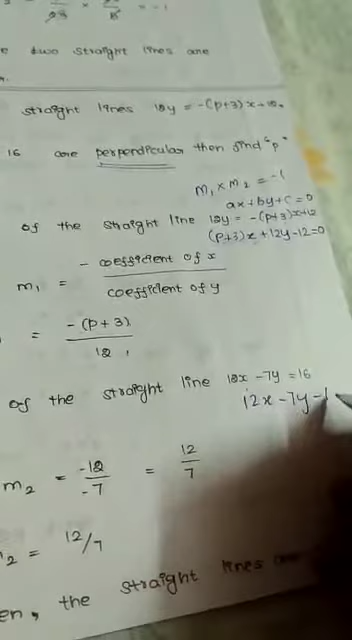 two straight lines are
straight lines 12y = -(p+3)x+12,
16 are perpendicular then find "p"
m₁ × m₂ = -1
ax+by+c=0
of the straight line 12y = -(p+3)x+12
(p+3)x+12y-12=0
m₁ = - coefficient of x / coefficient of y
= -(p+3) / 12
of the straight line 12x -7y =16
12x -7y -1
m₂ = -12/-7 = 12/7
₂ = 12/7
the straight lines are